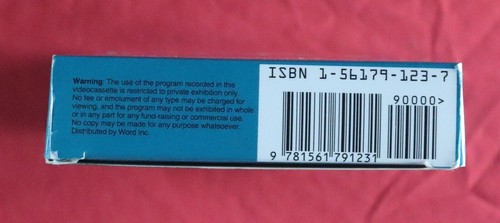 Warning: The use of the program recorded in this
videocassette is restricted to private exhibition only.
No fee or emolument of any type may be charged for
viewing, and the program may not be exhibited in whole
or in any part for any fund-raising or commercial use.
No copy may be made for any purpose whatsoever.
Distributed by Word Inc.
ISBN 1-56179-123-7
90000>
9 781561 791231